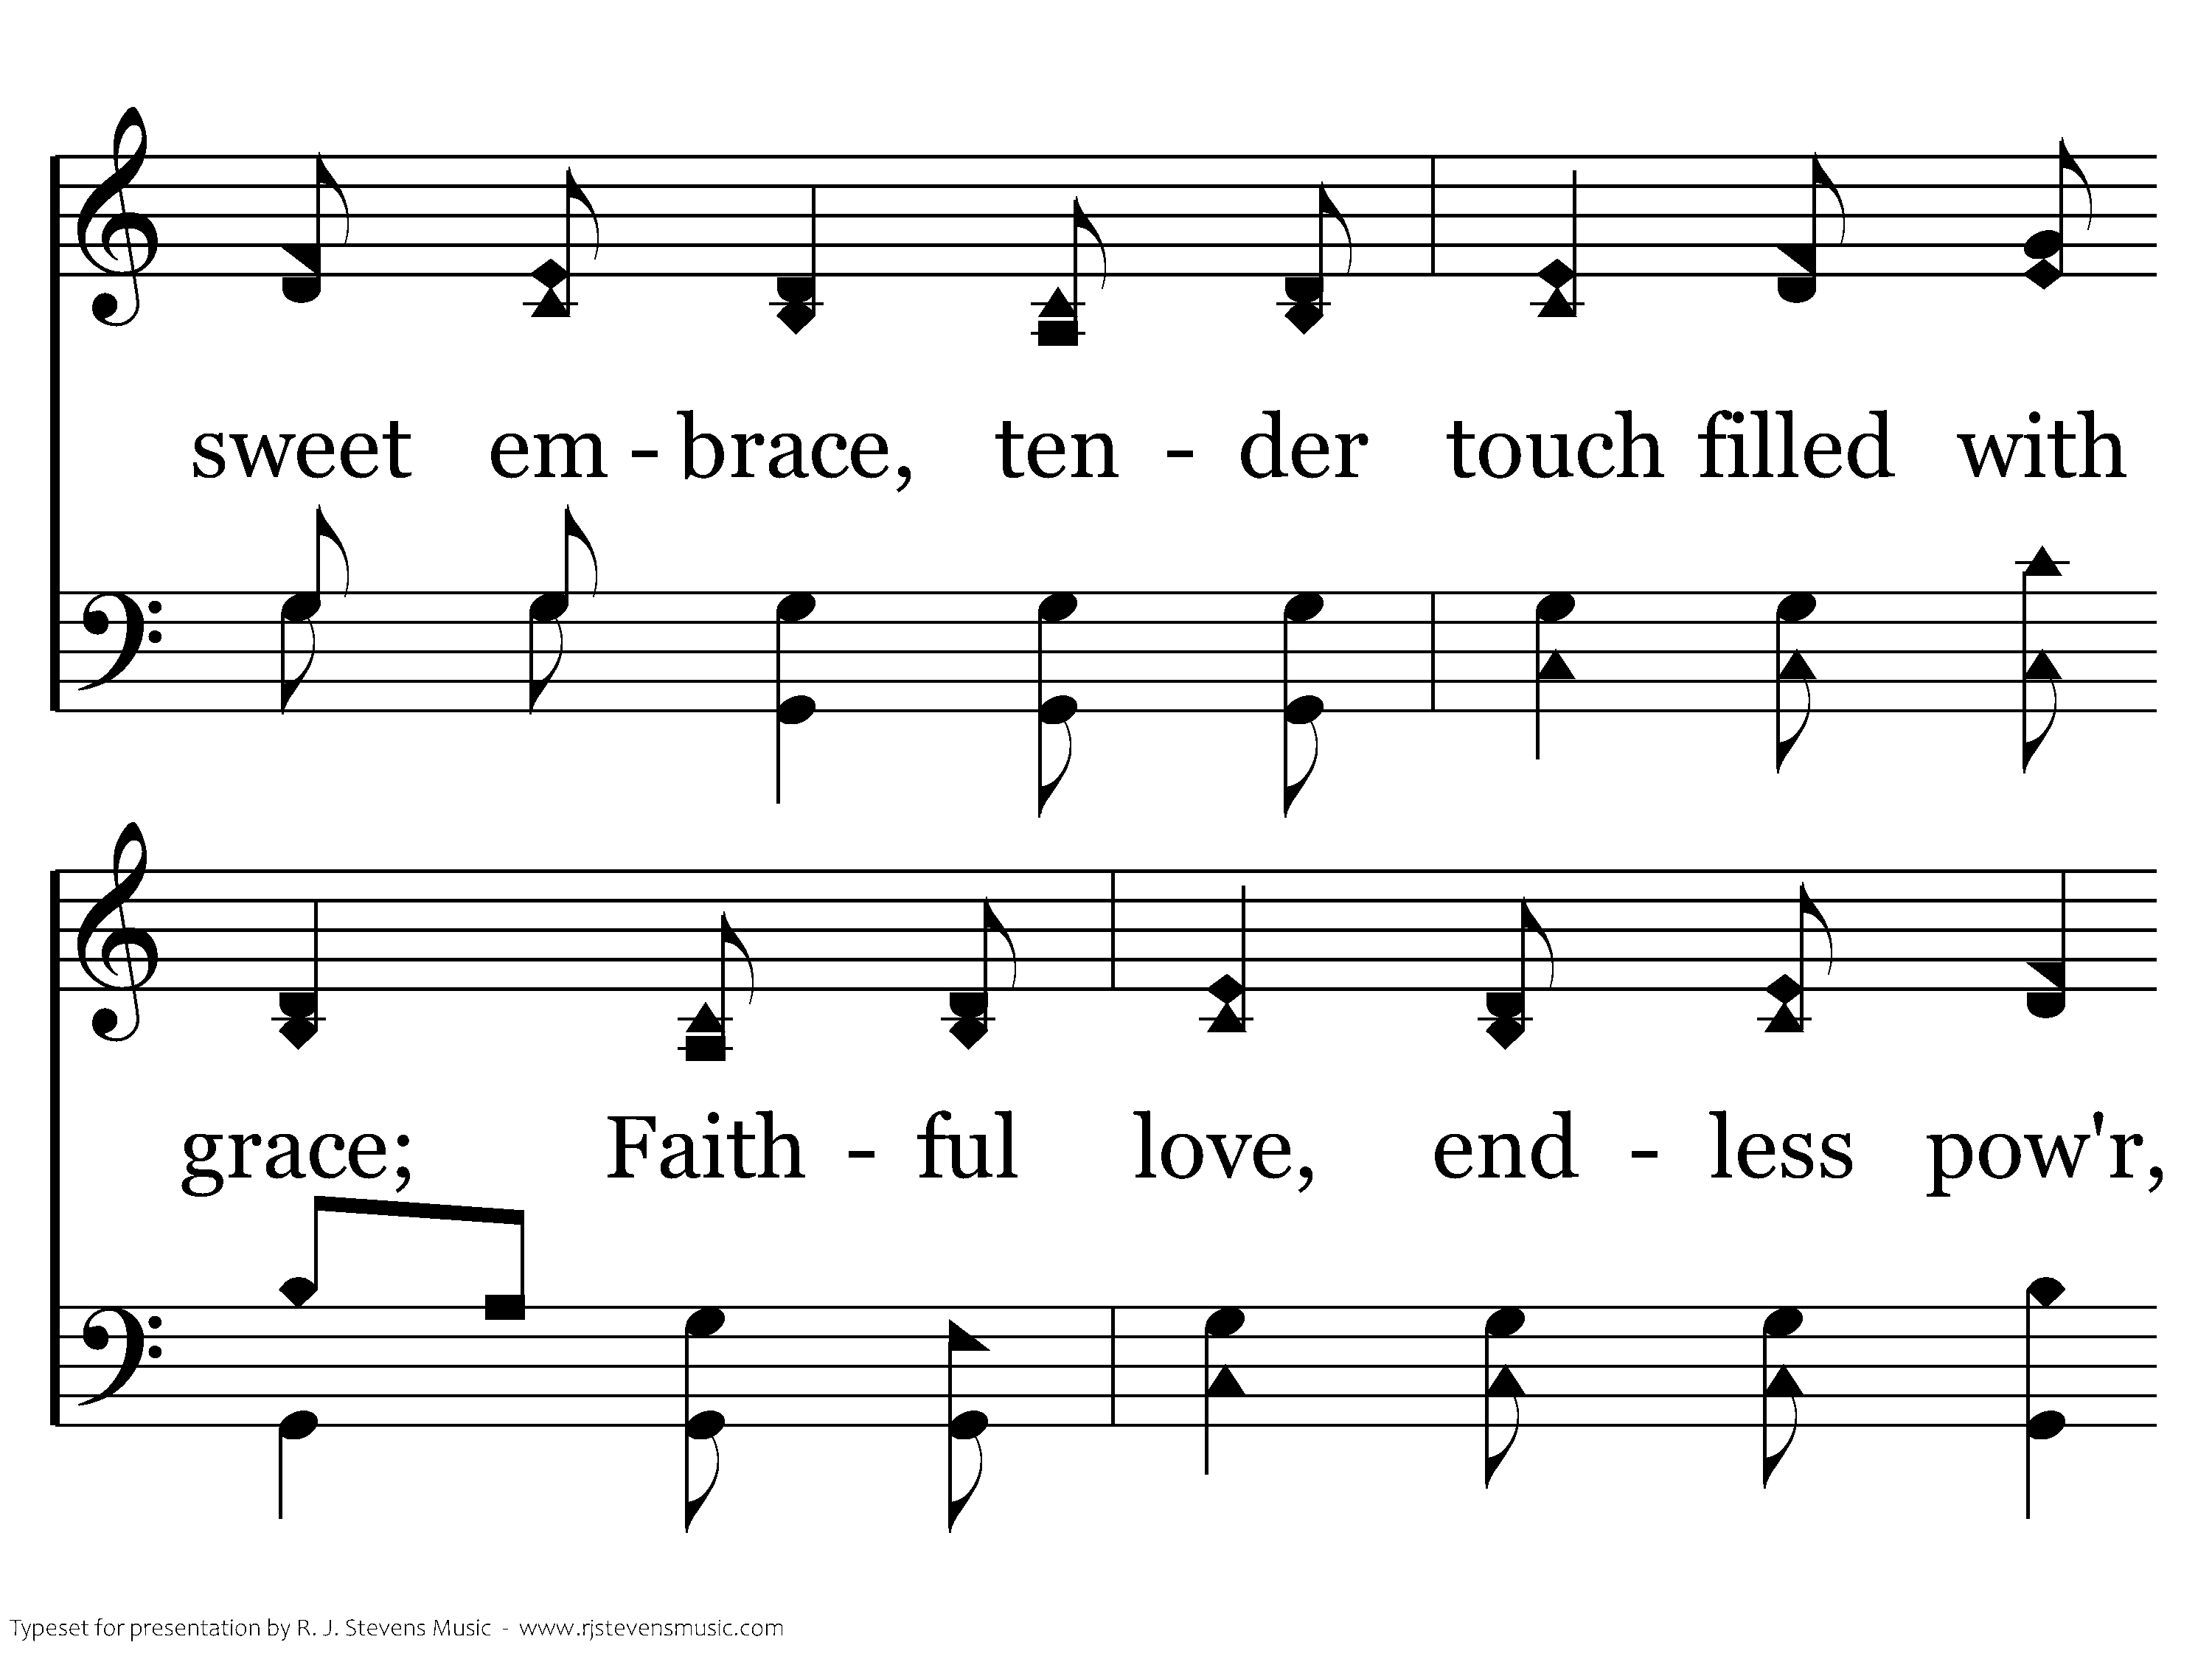 sweet em - brace, ten - der touch filled with
grace; Faith - ful love, end - less pow'r,
Typeset for presentation by R. J. Stevens Music - www.rjstevensmusic.com